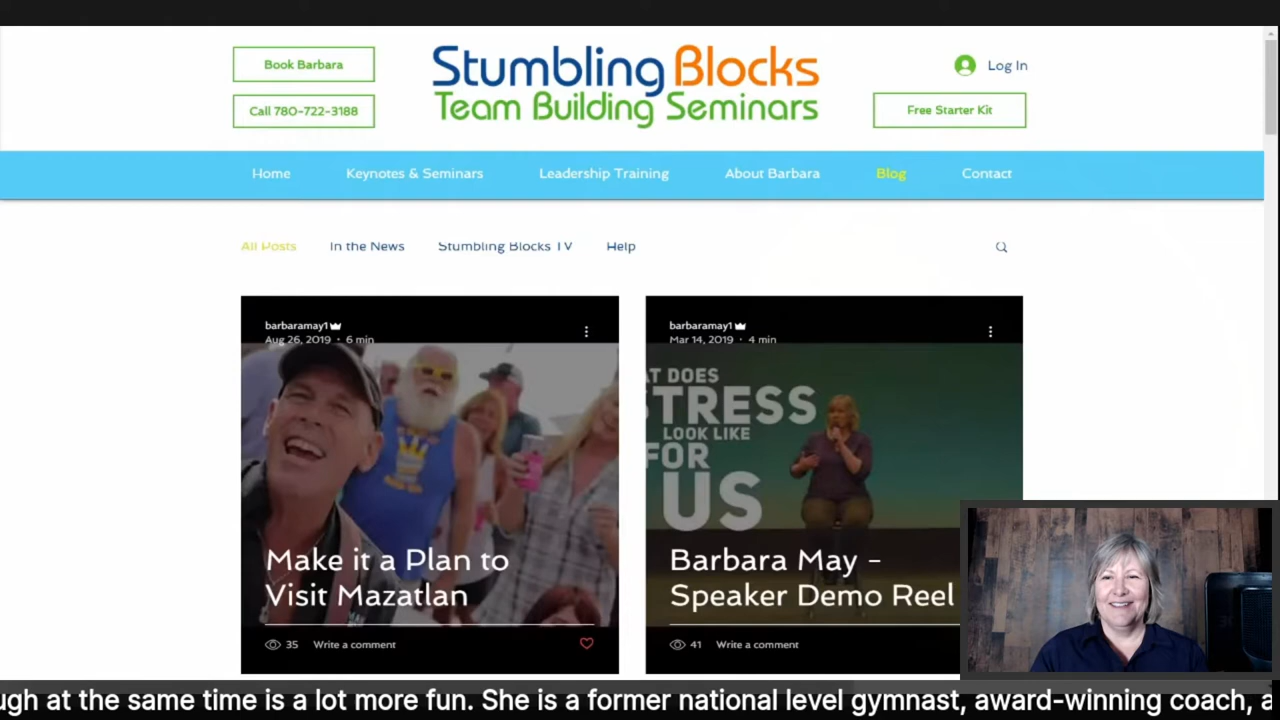 Book Barbara
Call 780-722-3188
Stumbling Blocks
Team Building Seminars
Log In
Free Starter Kit
Home Keynotes & Seminars Leadership Training About Barbara Blog Contact
All Posts In the News Stumbling Blocks TV Help
barbaramay1
Aug 26, 2019 · 6 min
Make it a Plan to
Visit Mazatlan
35 Write a comment
barbaramay1
Mar 14, 2019 · 4 min
DOES
STRESS
LOOK LIKE
FOR
US
Barbara May -
Speaker Demo Reel
41 Write a comment
at the same time is a lot more fun. She is a former national level gymnast, award-winning coach,